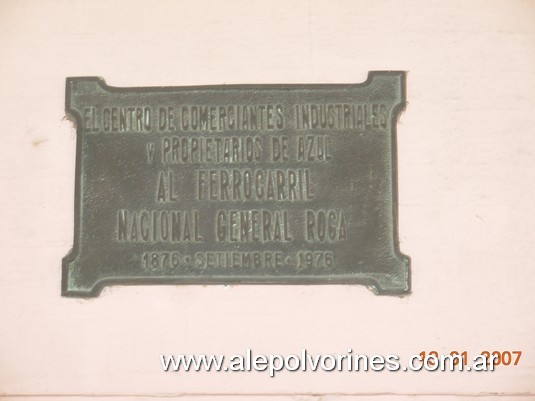 EL CENTRO DE COMERCIANTES INDUSTRIALES
Y PROPIETARIOS DE AZUL
AL FERROCARRIL
NACIONAL GENERAL ROCA
1876 · SETIEMBRE · 1976
www.alepolvorines.com.ar